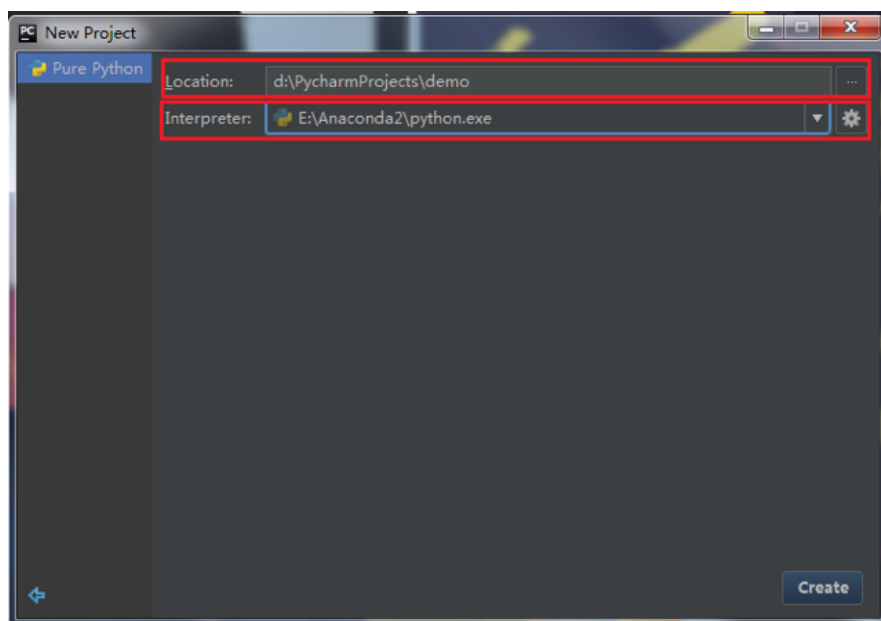 PC New Project
Pure Python
Location: d:\PycharmProjects\demo ...
Interpreter: E:\Anaconda2\python.exe
Create